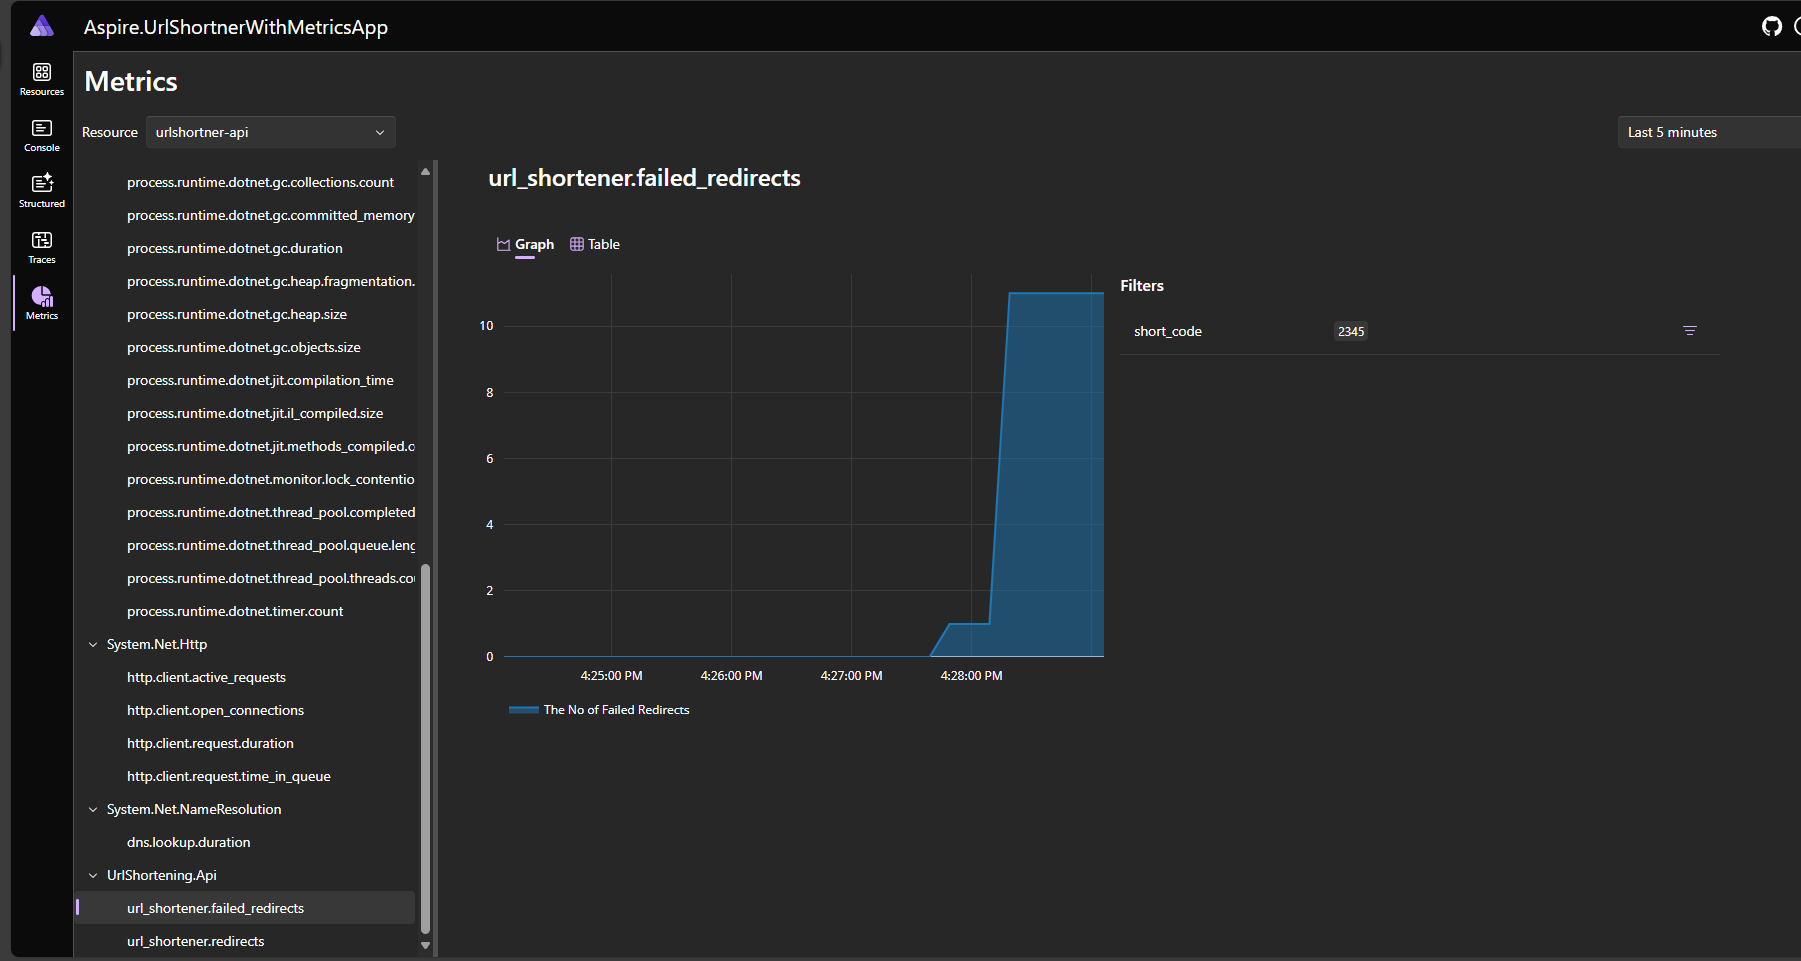 Aspire.UrlShortnerWithMetricsApp
Resources
Console
Structured
Traces
Metrics
Metrics
Resource urlshortner-api
Last 5 minutes
process.runtime.dotnet.gc.collections.count
process.runtime.dotnet.gc.committed_memory
process.runtime.dotnet.gc.duration
process.runtime.dotnet.gc.heap.fragmentation.
process.runtime.dotnet.gc.heap.size
process.runtime.dotnet.gc.objects.size
process.runtime.dotnet.jit.compilation_time
process.runtime.dotnet.jit.il_compiled.size
process.runtime.dotnet.jit.methods_compiled.c
process.runtime.dotnet.monitor.lock_contentio
process.runtime.dotnet.thread_pool.completed
process.runtime.dotnet.thread_pool.queue.leng
process.runtime.dotnet.thread_pool.threads.cou
process.runtime.dotnet.timer.count
System.Net.Http
http.client.active_requests
http.client.open_connections
http.client.request.duration
http.client.request.time_in_queue
System.Net.NameResolution
dns.lookup.duration
UrlShortening.Api
url_shortener.failed_redirects
url_shortener.redirects
url_shortener.failed_redirects
Graph Table
10
8
6
4
2
0
4:25:00 PM 4:26:00 PM 4:27:00 PM 4:28:00 PM
The No of Failed Redirects
Filters
short_code 2345